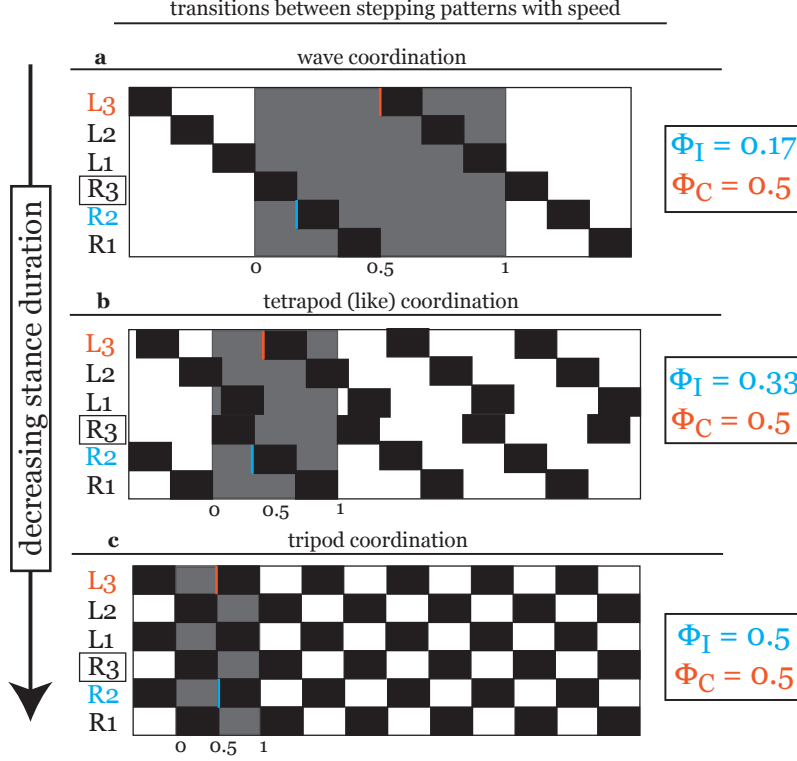 transitions between stepping patterns with speed
a wave coordination
L3
L2
L1
R3
R2
R1
0 0.5 1
ΦI = 0.17
ΦC = 0.5
decreasing stance duration
b tetrapod (like) coordination
L3
L2
L1
R3
R2
R1
0 0.5 1
ΦI = 0.33
ΦC = 0.5
c tripod coordination
L3
L2
L1
R3
R2
R1
0 0.5 1
ΦI = 0.5
ΦC = 0.5